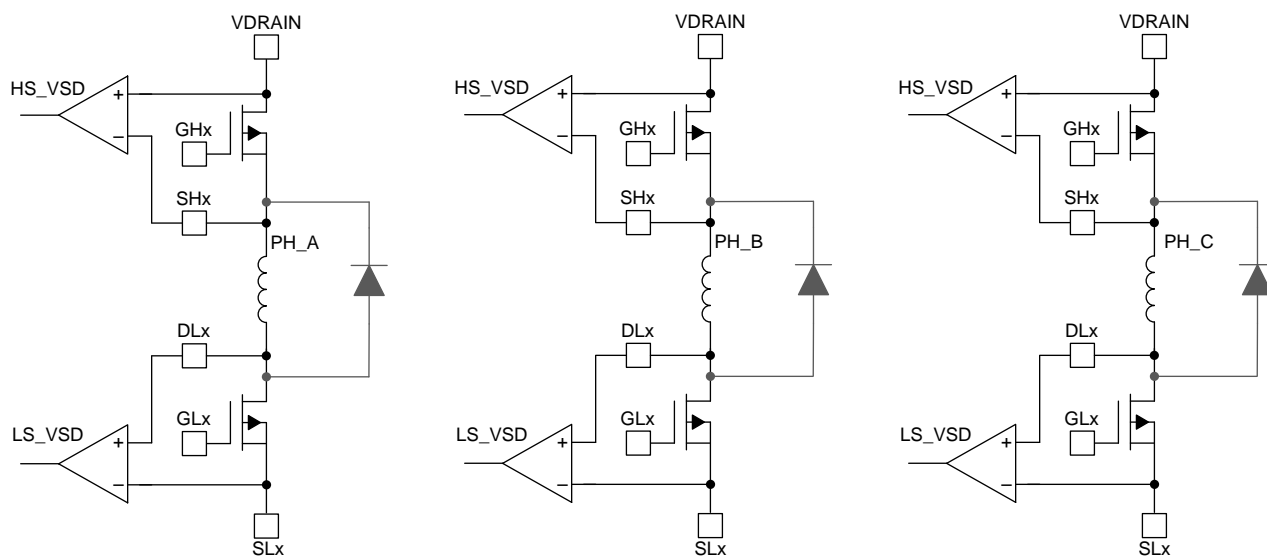 VDRAIN
HS_VSD
+
−
GHx
SHx
PH_A
DLx
LS_VSD
+
−
GLx
SLx
VDRAIN
HS_VSD
+
−
GHx
SHx
PH_B
DLx
LS_VSD
+
−
GLx
SLx
VDRAIN
HS_VSD
+
−
GHx
SHx
PH_C
DLx
LS_VSD
+
−
GLx
SLx